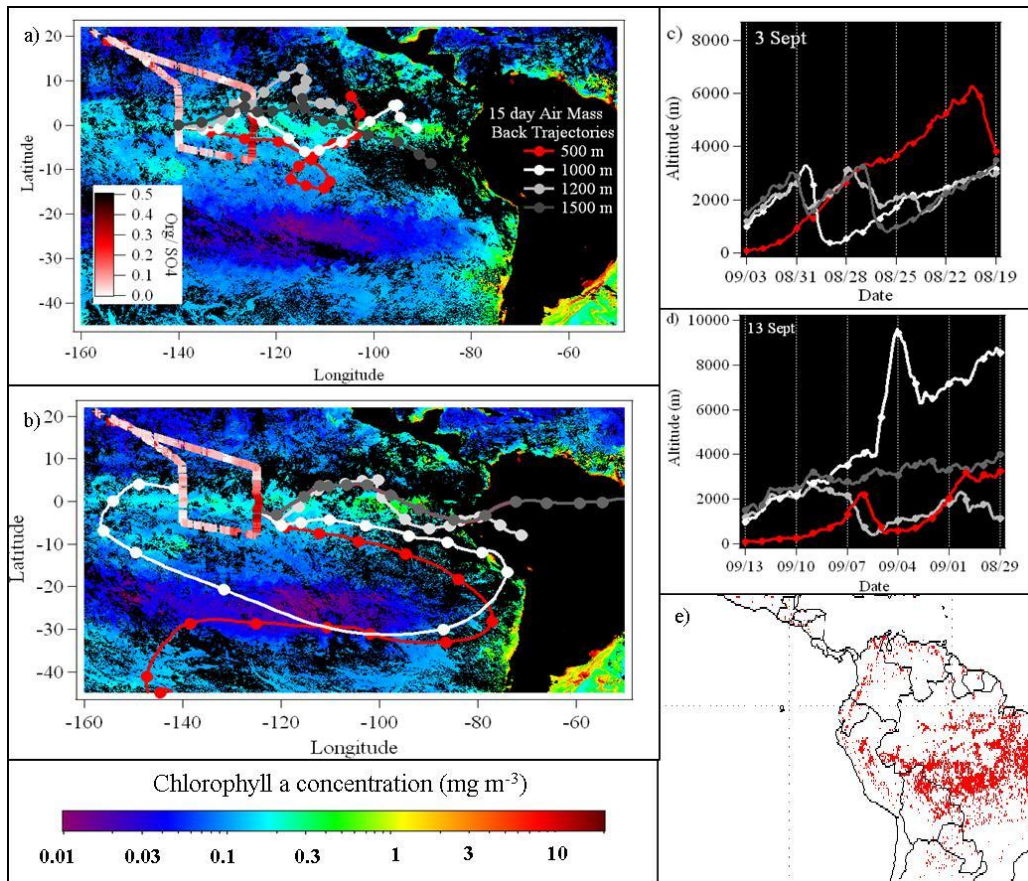 a)
20
10
0
-10
-20
-30
-40
Latitude
0.5
0.4
0.3
0.2
0.1
0.0
Org/ SO4
15 day Air Mass
Back Trajectories
500 m
1000 m
1200 m
1500 m
-160
-140
-120
-100
-80
-60
Longitude
b)
20
10
0
-10
-20
-30
-40
Latitude
-160
-140
-120
-100
-80
-60
Longitude
Chlorophyll a concentration (mg m-3)
0.01
0.03
0.1
0.3
1
3
10
c)
3 Sept
8000
6000
4000
2000
0
Altitude (m)
09/03
08/31
08/28
08/25
08/22
08/19
Date
d)
13 Sept
10000
8000
6000
4000
2000
0
Altitude (m)
09/13
09/10
09/07
09/04
09/01
08/29
Date
e)